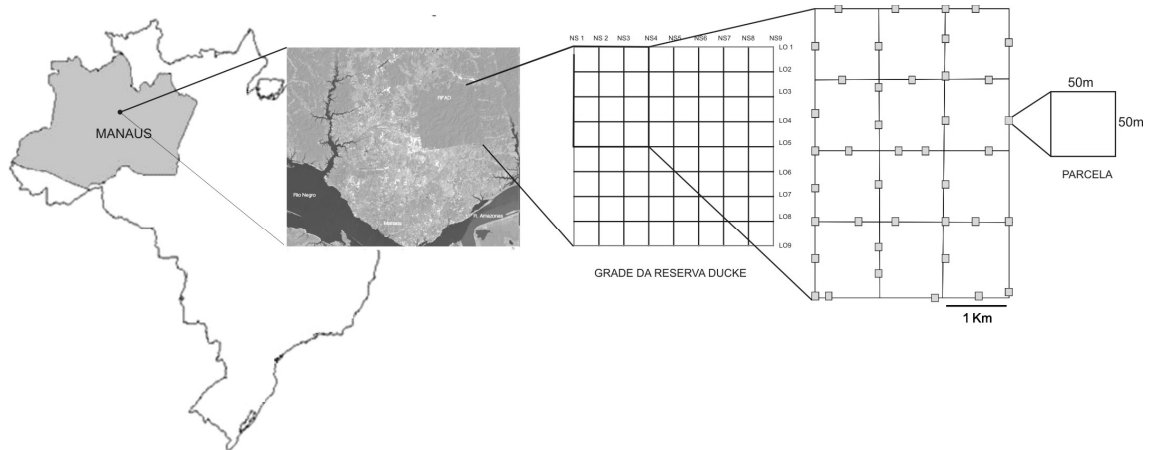 MANAUS
RFAD
Rio Negro
Manaus
R. Amazonas
NS 1 NS 2 NS3 NS4 NS5 NS6 NS7 NS8 NS9
LO 1
LO2
LO3
LO4
LO5
LO6
LO7
LO8
LO9
GRADE DA RESERVA DUCKE
1 Km
50m
50m
PARCELA